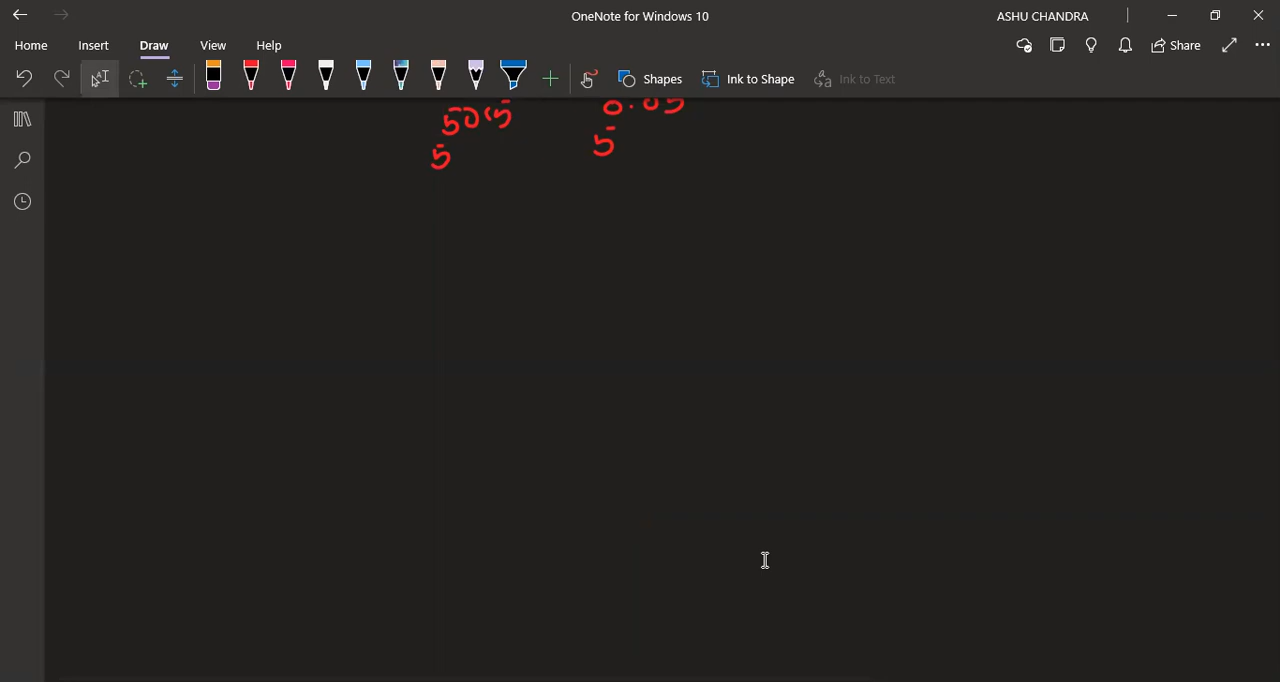 OneNote for Windows 10
ASHU CHANDRA
Home Insert Draw View Help
Share
Shapes Ink to Shape Ink to Text
5
5